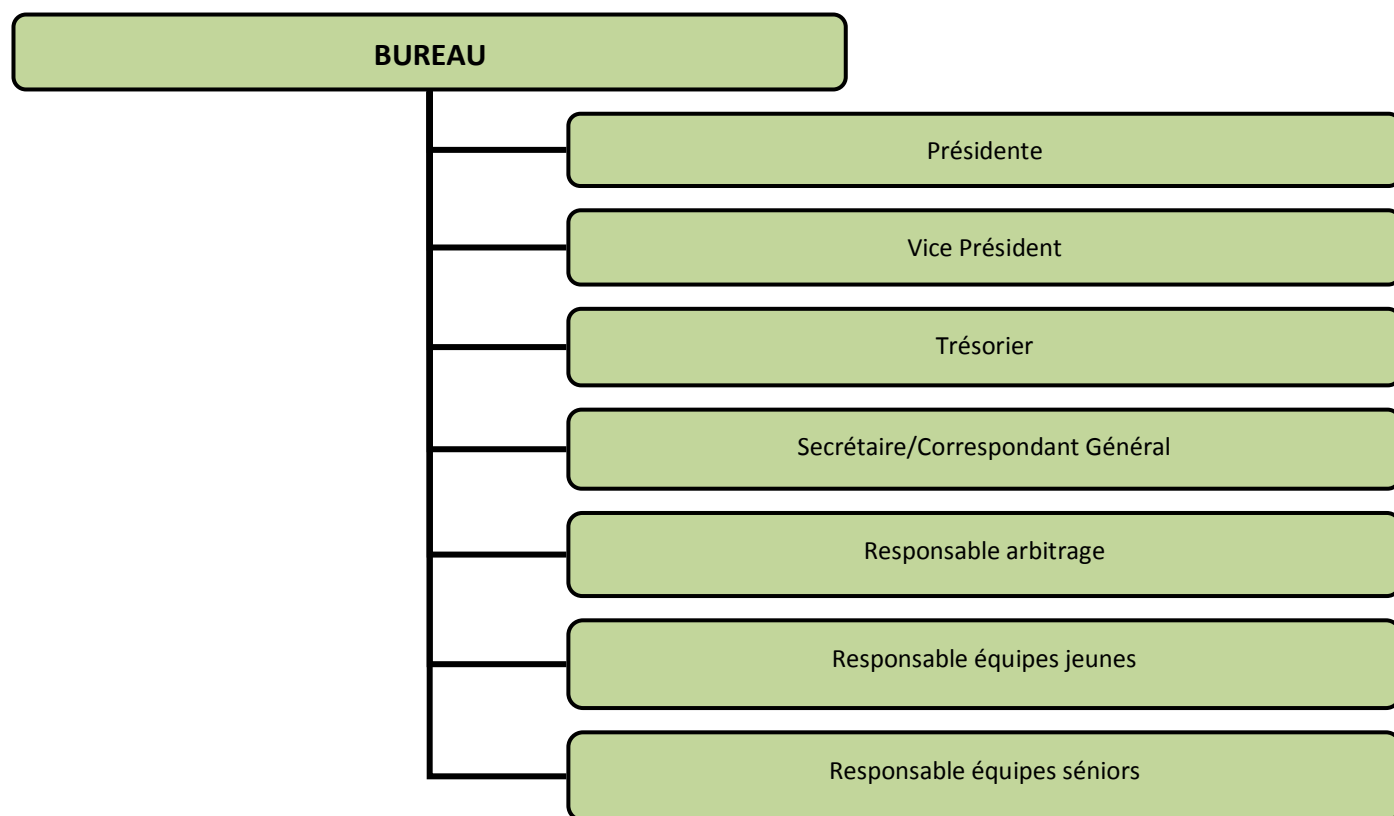 BUREAU
Présidente
Vice Président
Trésorier
Secrétaire/Correspondant Général
Responsable arbitrage
Responsable équipes jeunes
Responsable équipes séniors